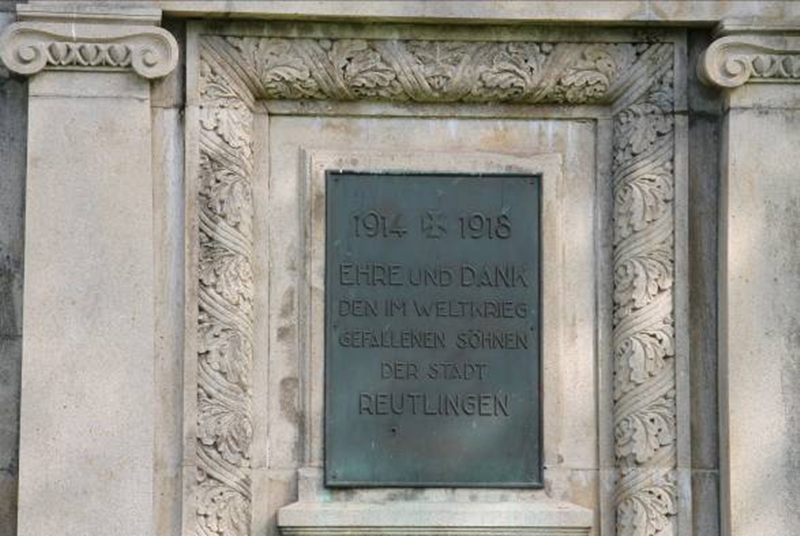 1914 ✠ 1918
EHRE UND DANK
DEN IM WELTKRIEG
GEFALLENEN SÖHNEN
DER STADT
REUTLINGEN